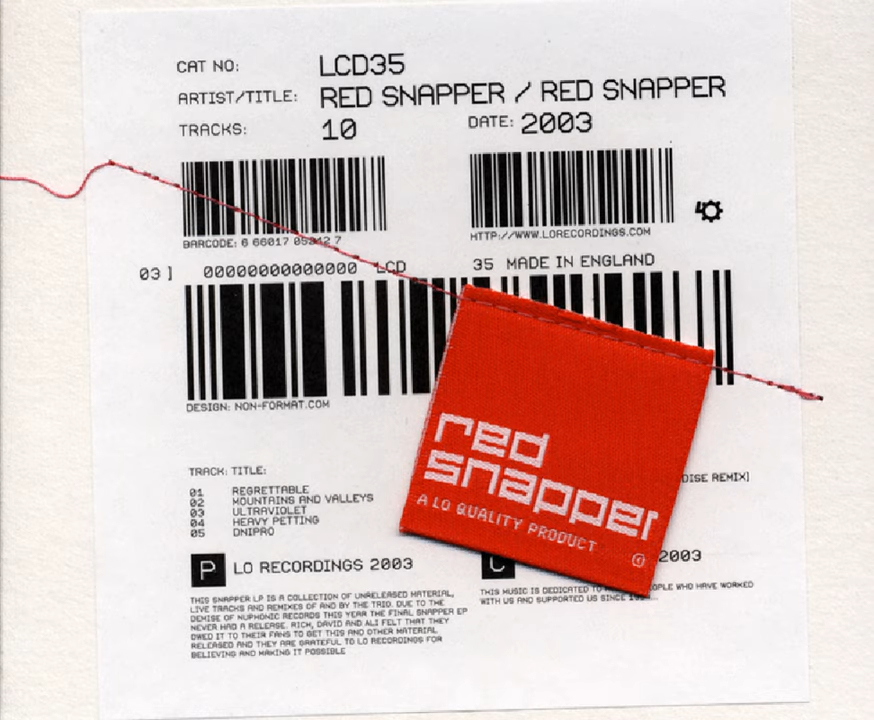 CAT NO: LCD35
ARTIST/TITLE: RED SNAPPER / RED SNAPPER
TRACKS: 10 DATE: 2003
BARCODE: 6 66017 05342 7
HTTP://WWW.LORECORDINGS.COM
03] 00000000000000 LCD 35 MADE IN ENGLAND
DESIGN: NON-FORMAT.COM
red
snapper
A LO QUALITY PRODUCT ©
TRACK: TITLE:
01 REGRETTABLE
02 MOUNTAINS AND VALLEYS
03 ULTRAVIOLET
04 HEAVY PETTING
05 DNIPRO
REMIX]
P LO RECORDINGS 2003
C 2003
THIS SNAPPER LP IS A COLLECTION OF UNRELEASED MATERIAL,
LIVE TRACKS AND REMIXES OF AND BY THE TRIO. DUE TO THE
DEMISE OF NUPHONIC RECORDS THIS YEAR THE FINAL SNAPPER EP
NEVER HAD A RELEASE. RICH, DAVID AND ALI FELT THAT THEY
OWED IT TO THEIR FANS TO GET THIS AND OTHER MATERIAL
RELEASED AND THEY ARE GRATEFUL TO LO RECORDINGS FOR
BELIEVING AND MAKING IT POSSIBLE
THIS MUSIC IS DEDICATED TO WHO HAVE WORKED
WITH US AND SUPPORTED US SINCE